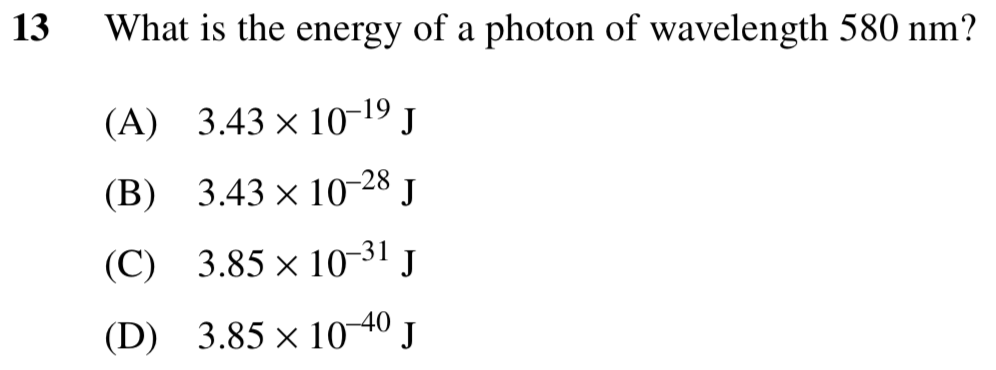 13 What is the energy of a photon of wavelength 580 nm?
(A) 3.43 × 10⁻¹⁹ J
(B) 3.43 × 10⁻²⁸ J
(C) 3.85 × 10⁻³¹ J
(D) 3.85 × 10⁻⁴⁰ J